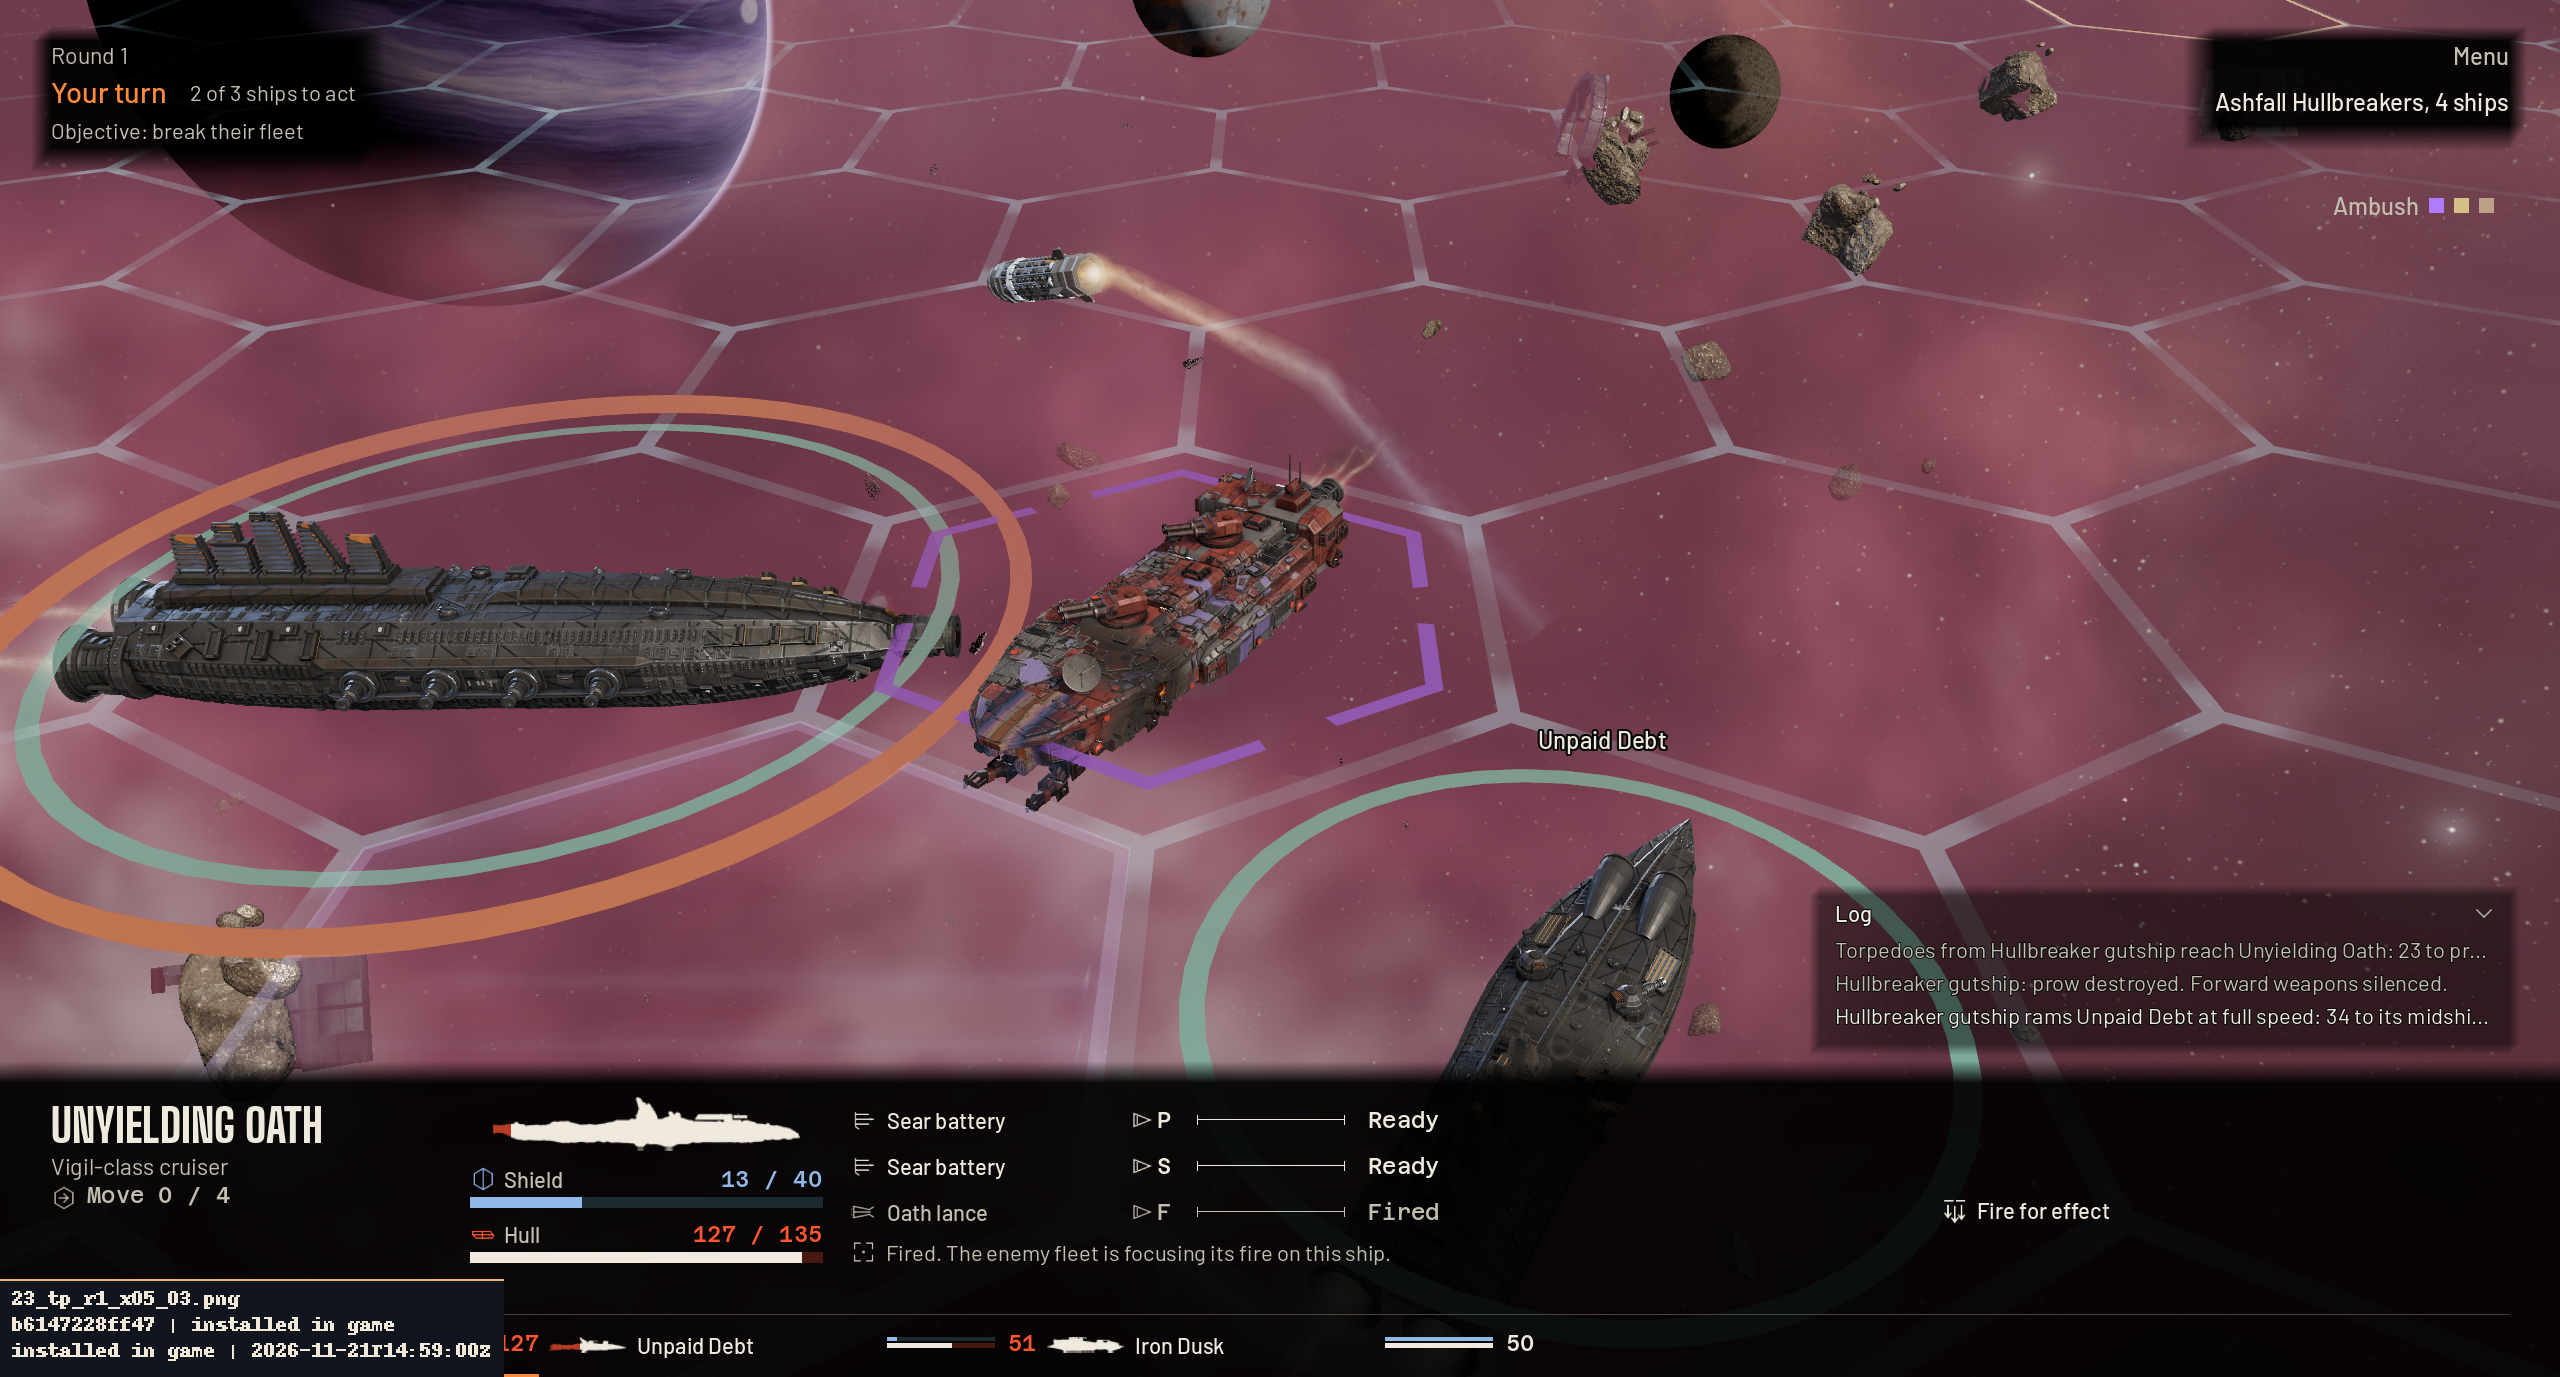 Round 1
Your turn 2 of 3 ships to act
Objective: break their fleet
Menu
Ashfall Hullbreakers, 4 ships
Ambush
Unpaid Debt
Log
Torpedoes from Hullbreaker gutship reach Unyielding Oath: 23 to pr...
Hullbreaker gutship: prow destroyed. Forward weapons silenced.
Hullbreaker gutship rams Unpaid Debt at full speed: 34 to its midshi...
UNYIELDING OATH
Vigil-class cruiser
Move 0 / 4
Shield 13 / 40
Hull 127 / 135
Sear battery P Ready
Sear battery S Ready
Oath lance F Fired
Fired. The enemy fleet is focusing its fire on this ship.
Fire for effect
23_tp_r1_x05_03.png
b6147228ff47 | installed in game
installed in game | 2026-11-21r14:59:00z
127 Unpaid Debt 51 Iron Dusk 50